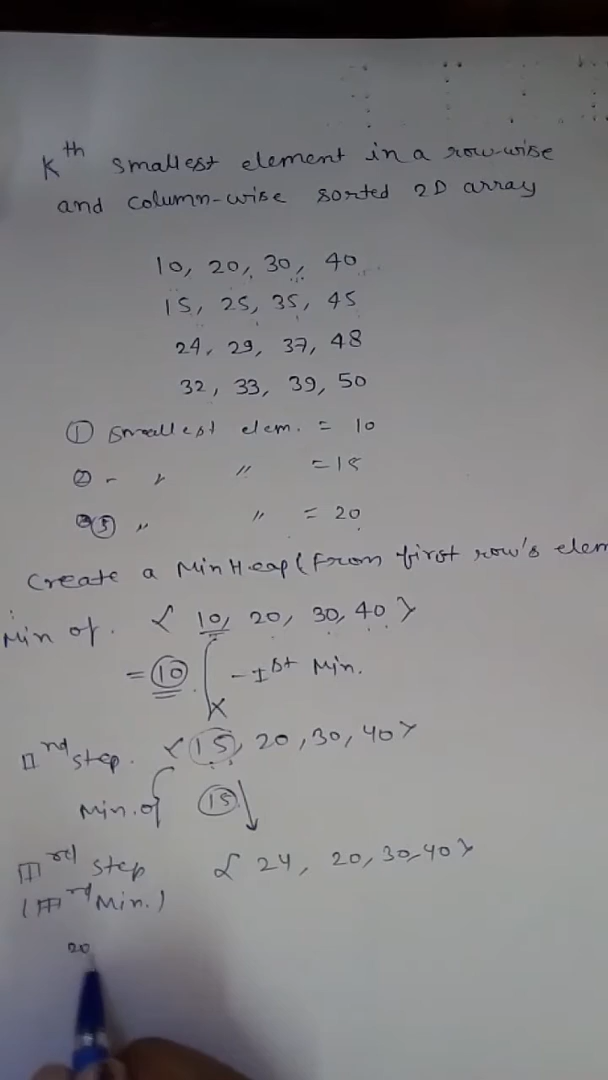 Kth smallest element in a row-wise
and column-wise sorted 2D array
10, 20, 30, 40
15, 25, 35, 45
24, 29, 37, 48
32, 33, 39, 50
① smallest elem. = 10
② - " " = 15
③ " " = 20
Create a MinHeap (From first row's elem
Min of. < 10, 20, 30, 40 >
= 10 - Ist Min.
IInd step. < 15, 20, 30, 40 >
Min. of 15
IIIrd step < 24, 20, 30, 40 >
(IIIrd Min.)
20